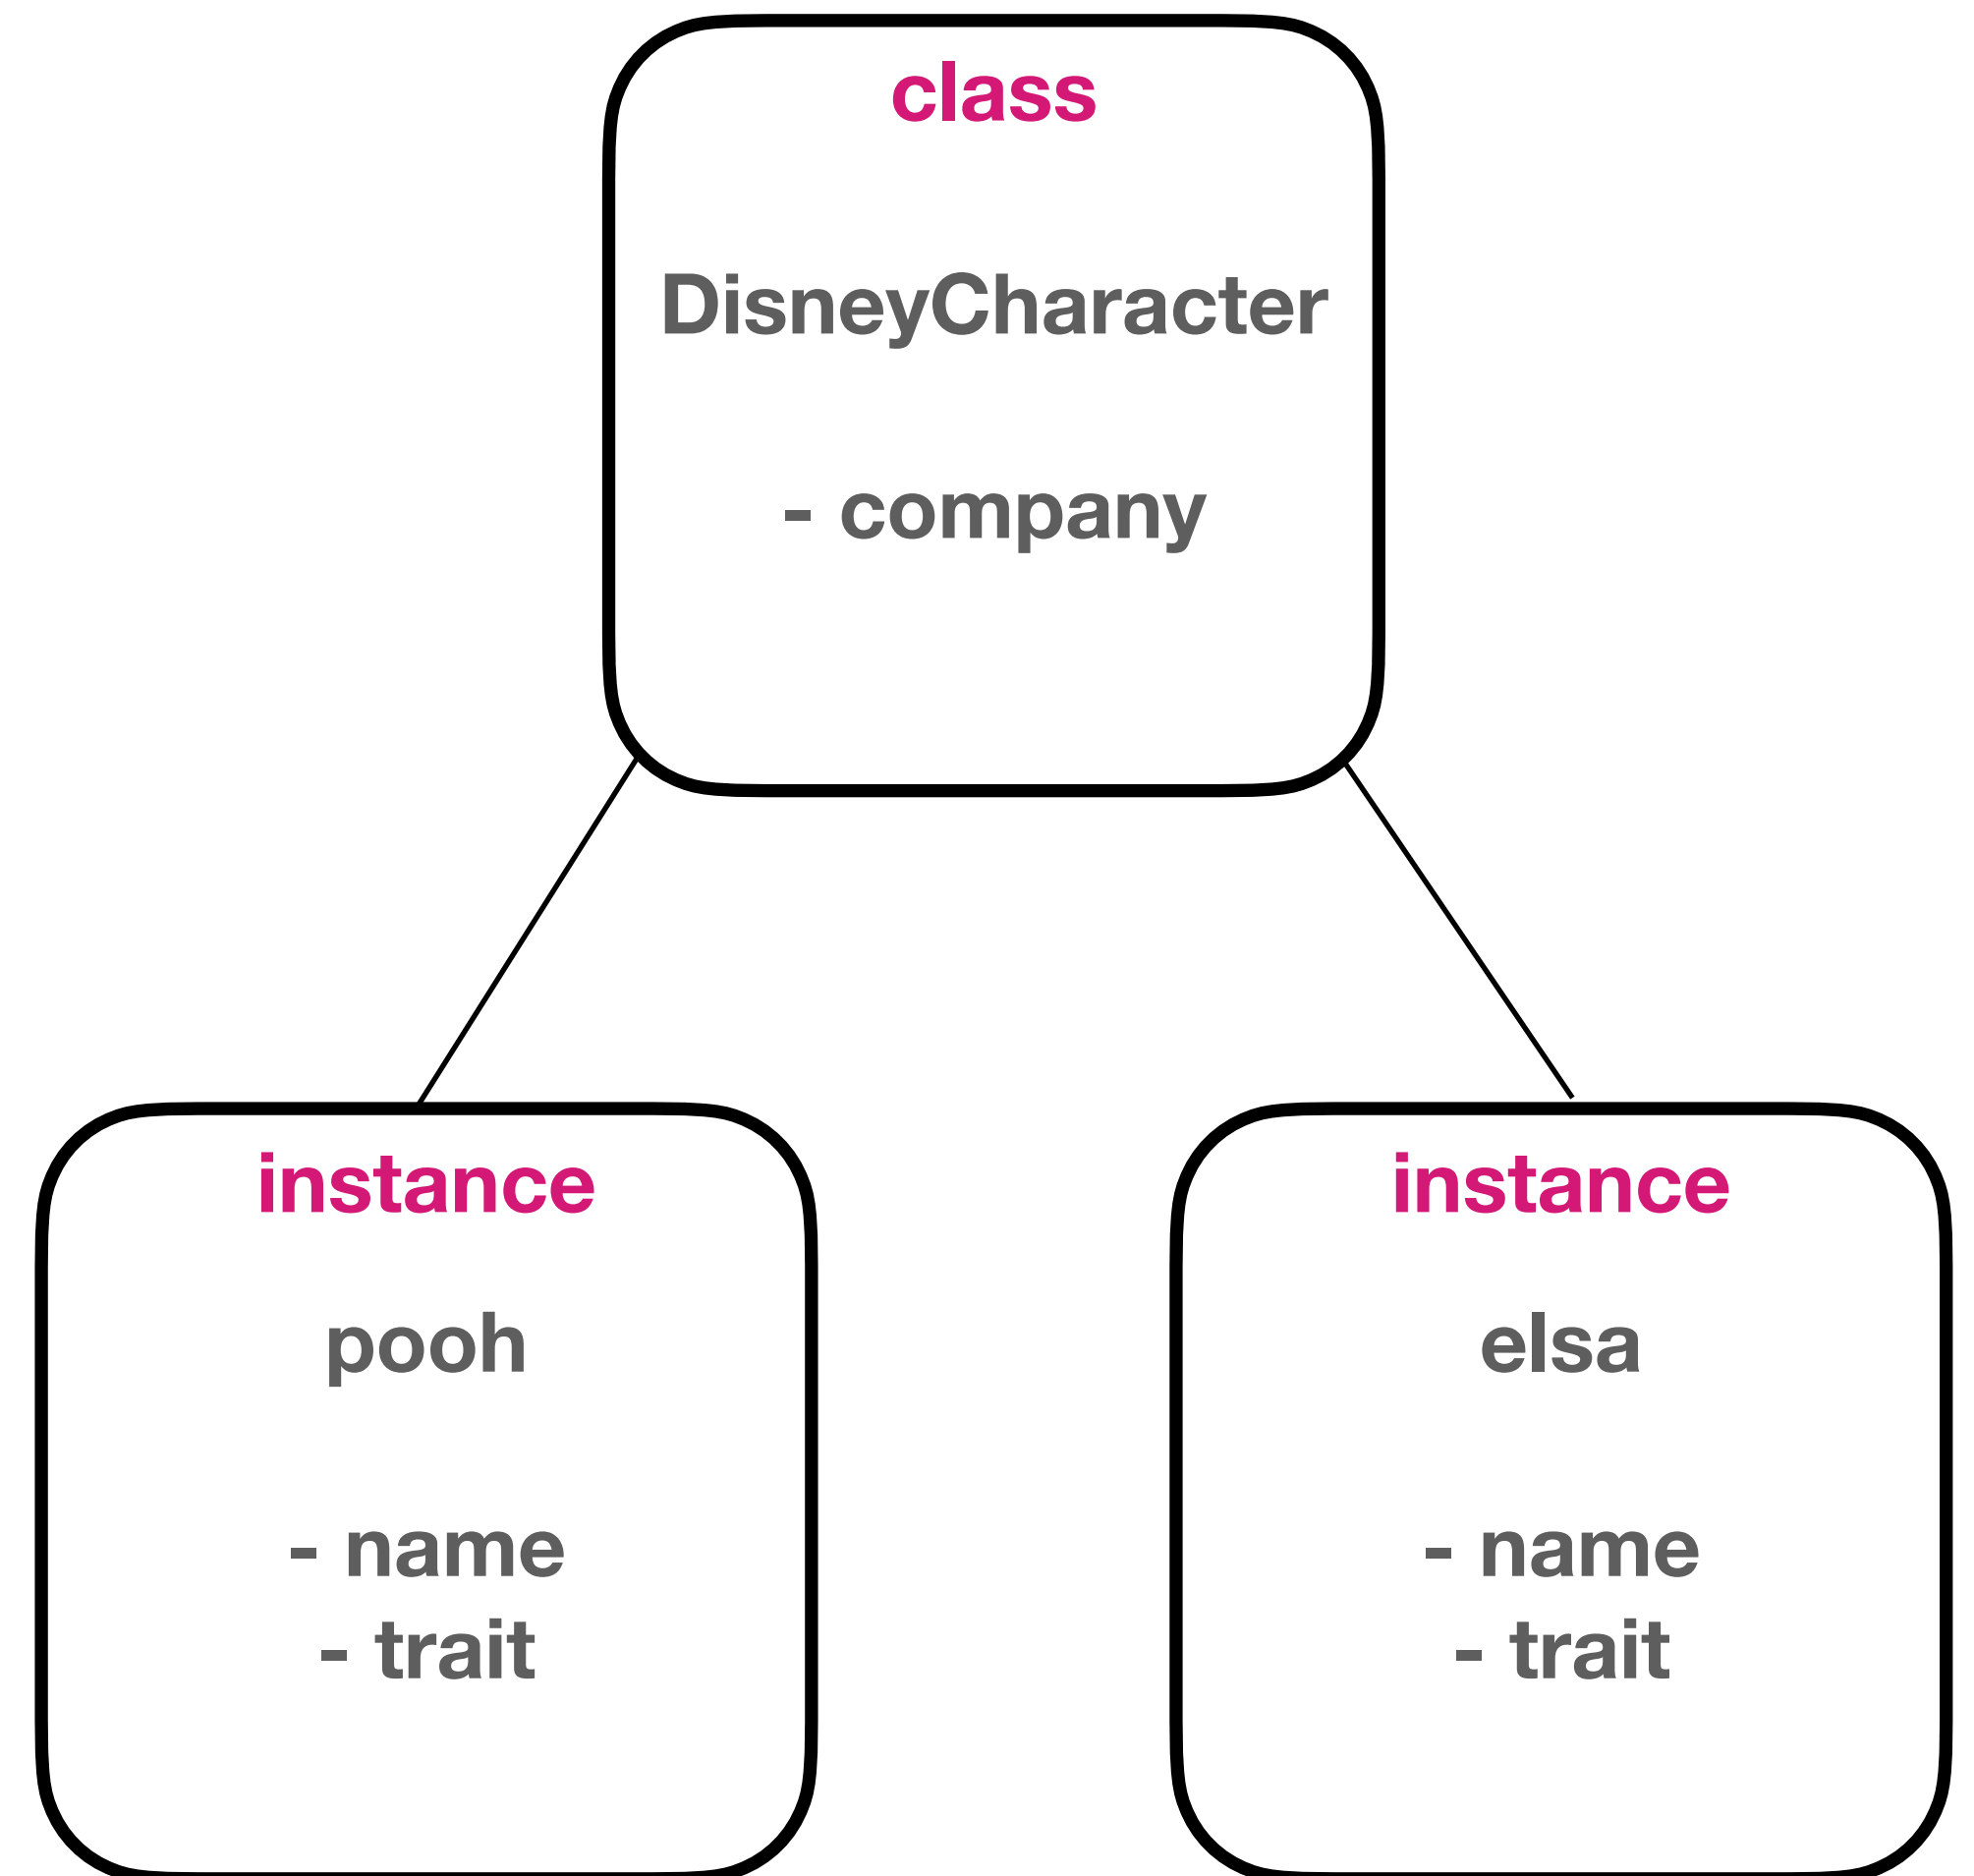 class
DisneyCharacter
- company
instance
pooh
- name
- trait
instance
elsa
- name
- trait